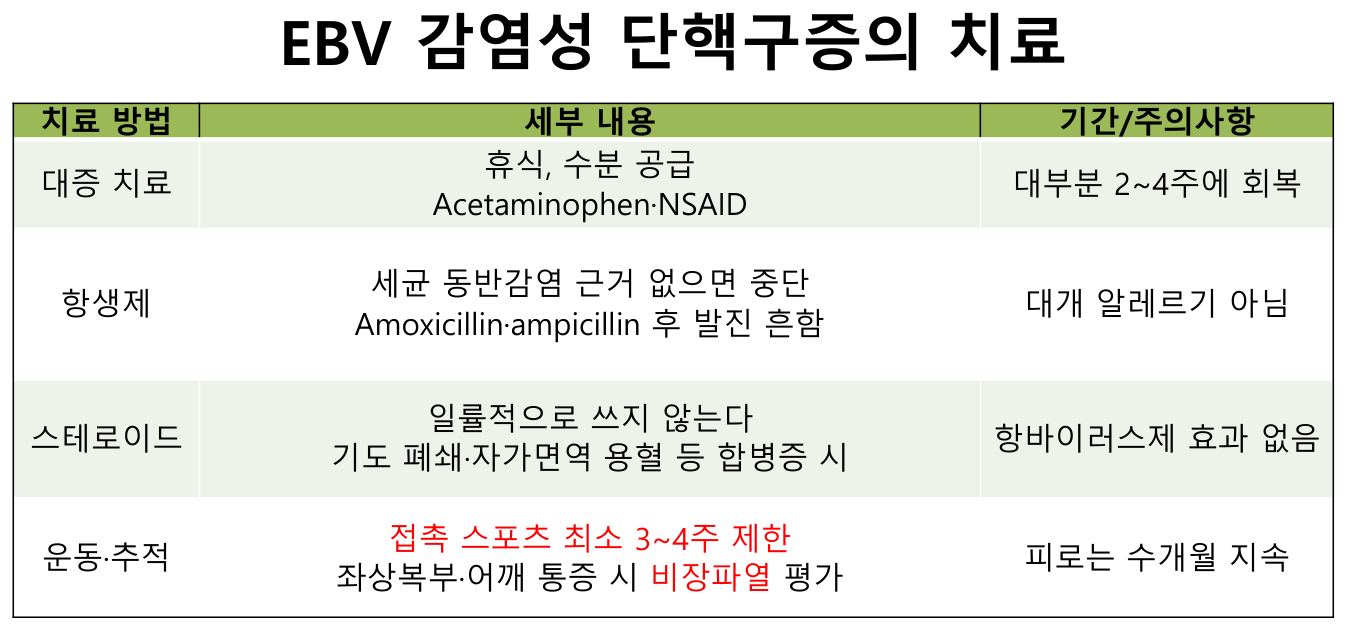 EBV 감염성 단핵구증의 치료
치료 방법 세부 내용 기간/주의사항
대증 치료
휴식, 수분 공급
Acetaminophen·NSAID
대부분 2~4주에 회복
항생제
세균 동반감염 근거 없으면 중단
Amoxicillin·ampicillin 후 발진 흔함
대개 알레르기 아님
스테로이드
일률적으로 쓰지 않는다
기도 폐쇄·자가면역 용혈 등 합병증 시
항바이러스제 효과 없음
운동·추적
접촉 스포츠 최소 3~4주 제한
좌상복부·어깨 통증 시 비장파열 평가
피로는 수개월 지속